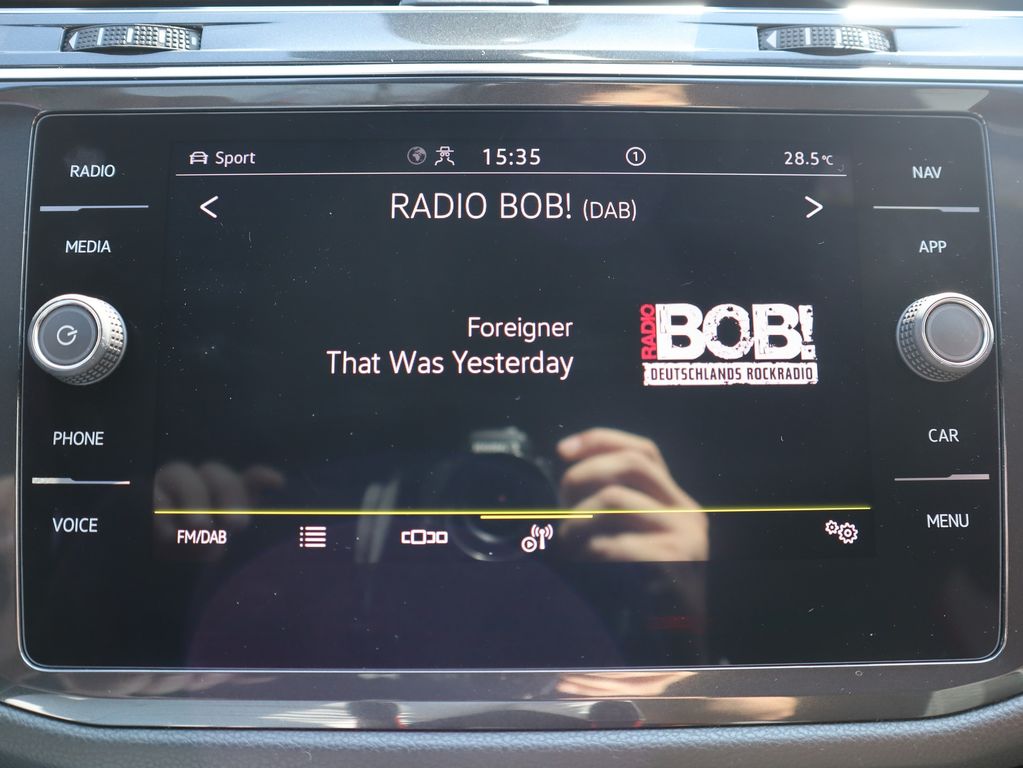 RADIO
MEDIA
PHONE
VOICE
Sport
15:35
1
28.5°C
RADIO BOB! (DAB)
Foreigner
That Was Yesterday
RADIO
BOB!
DEUTSCHLANDS ROCKRADIO
FM/DAB
NAV
APP
CAR
MENU